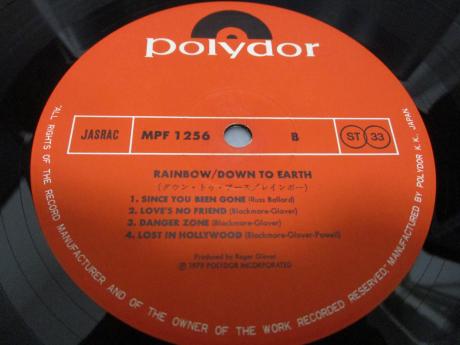 polydor
JASRAC
MPF 1256
B
ST 33
RAINBOW/DOWN TO EARTH
(ダウン・トゥ・アース/レインボー)
1. SINCE YOU BEEN GONE (Russ Ballard)
2. LOVE'S NO FRIEND (Blackmore-Glover)
3. DANGER ZONE (Blackmore-Glover)
4. LOST IN HOLLYWOOD (Blackmore-Glover-Powell)
Produced by Roger Glover
℗ 1979 POLYDOR INCORPORATED
"ALL RIGHTS OF THE RECORD MANUFACTURER AND OF THE OWNER OF THE WORK RECORDED RESERVED." MANUFACTURED BY POLYDOR K.K. JAPAN